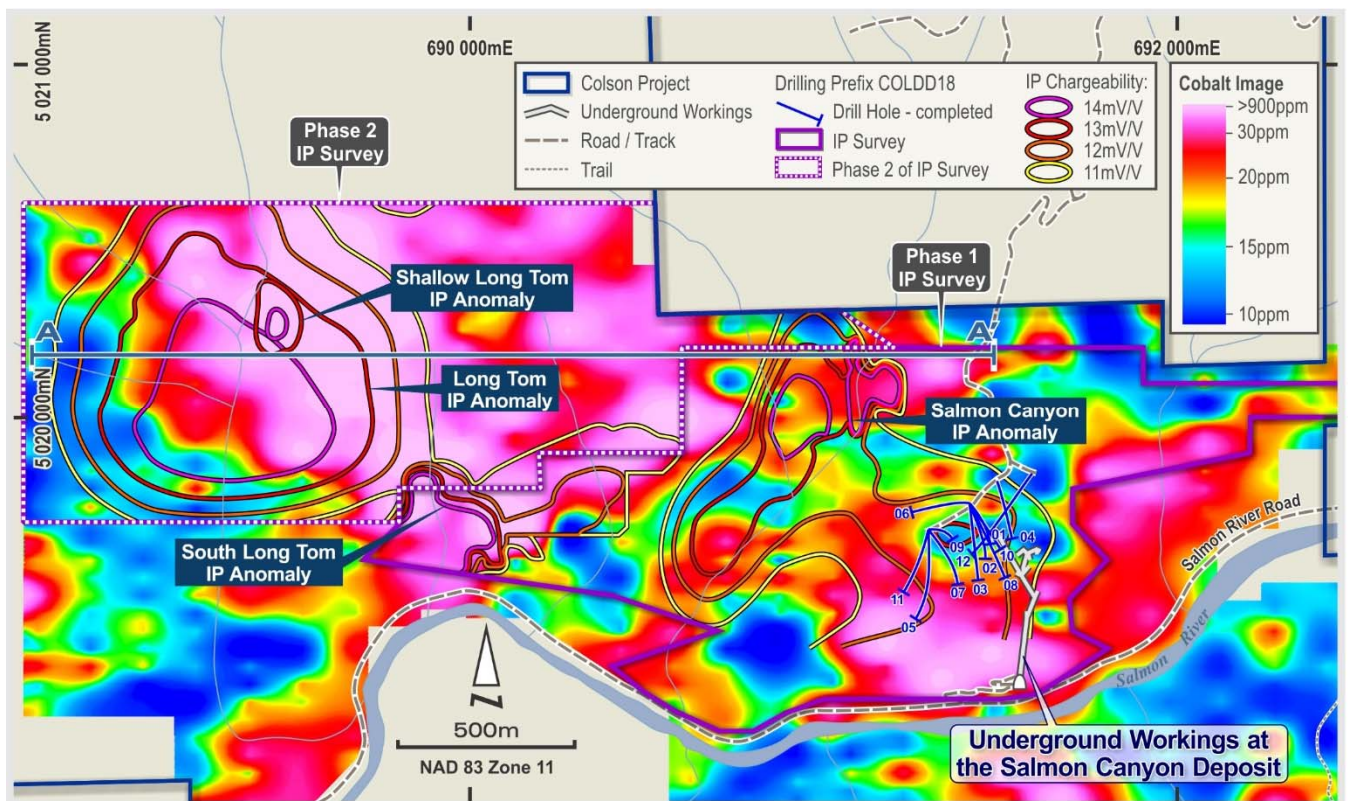 690 000mE
692 000mE
5 021 000mN
5 020 000mN
Colson Project
Underground Workings
Road / Track
Trail
Drilling Prefix COLDD18
Drill Hole - completed
IP Survey
Phase 2 of IP Survey
IP Chargeability:
14mV/V
13mV/V
12mV/V
11mV/V
Cobalt Image
>900ppm
30ppm
20ppm
15ppm
10ppm
Phase 2
IP Survey
Phase 1
IP Survey
Shallow Long Tom
IP Anomaly
A
A
Long Tom
IP Anomaly
Salmon Canyon
IP Anomaly
South Long Tom
IP Anomaly
06
01
04
09
12
10
02
11
07
03
08
05
Salmon River Road
Salmon River
N
500m
NAD 83 Zone 11
Underground Workings at
the Salmon Canyon Deposit